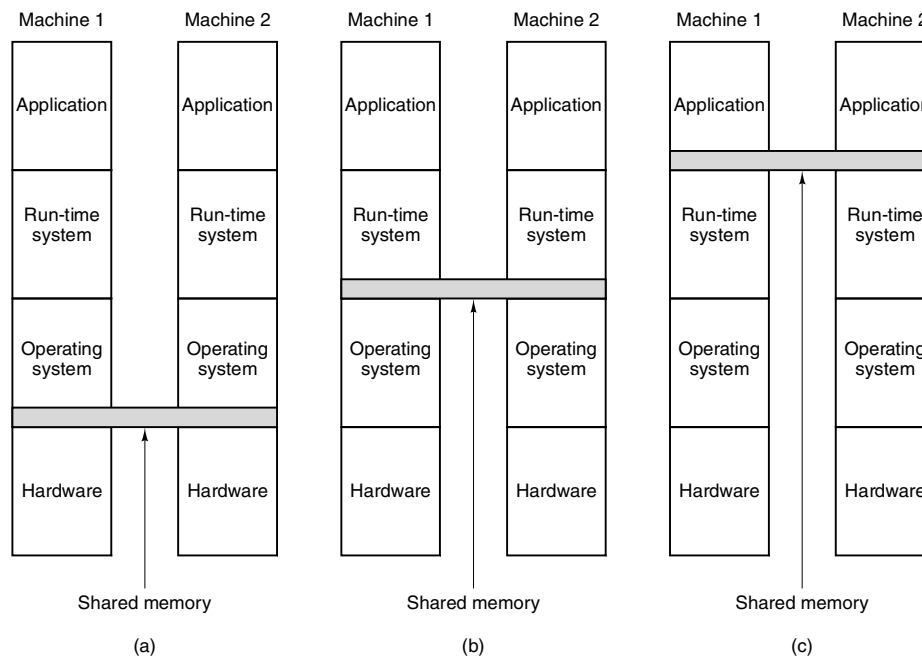 Machine 1 Machine 2 Machine 1 Machine 2 Machine 1 Machine 2
Application Application Application Application Application Application
Run-time Run-time Run-time Run-time Run-time Run-time
system system system system system system
Operating Operating Operating Operating Operating Operating
system system system system system system
Hardware Hardware Hardware Hardware Hardware Hardware
Shared memory Shared memory Shared memory
(a) (b) (c)